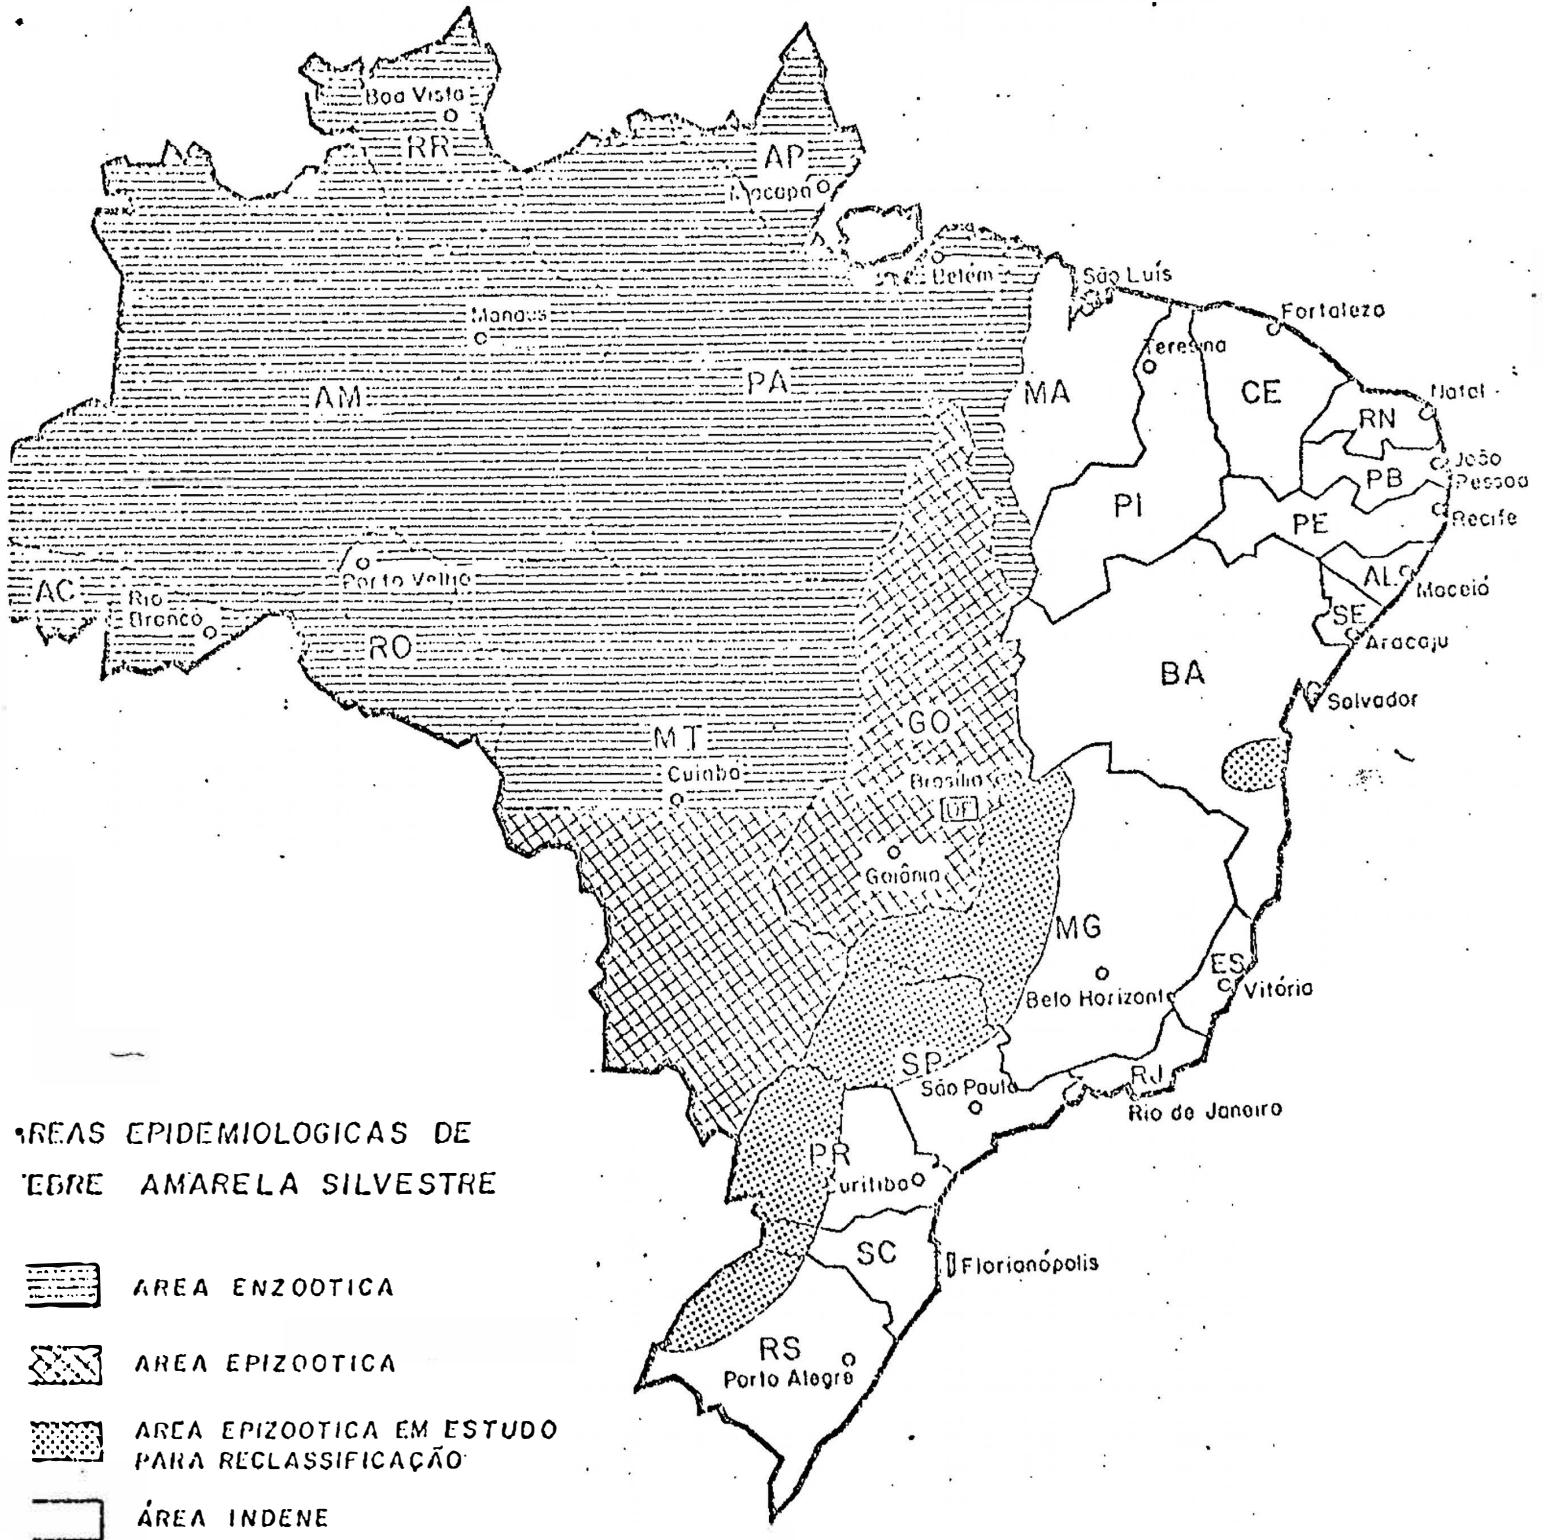 Boa Vista
RR
AP
Macapá
Belém
São Luís
Fortaleza
Manaus
Teresina
AM
PA
MA
CE
Natal
RN
João
Pessoa
PB
PI
PE
Recife
AL
Maceió
AC
Rio
Branco
Porto Velho
SE
Aracaju
RO
BA
Salvador
GO
MT
Cuiabá
Brasília
DF
Goiânia
MG
ES
Belo Horizonte
Vitória
SP
São Paulo
RJ
Rio de Janeiro
REAS EPIDEMIOLOGICAS DE
EBRE AMARELA SILVESTRE
PR
uritiba
SC
Florianópolis
AREA ENZOOTICA
RS
Porto Alegre
AREA EPIZOOTICA
AREA EPIZOOTICA EM ESTUDO
PARA RECLASSIFICAÇÃO
ÁREA INDENE